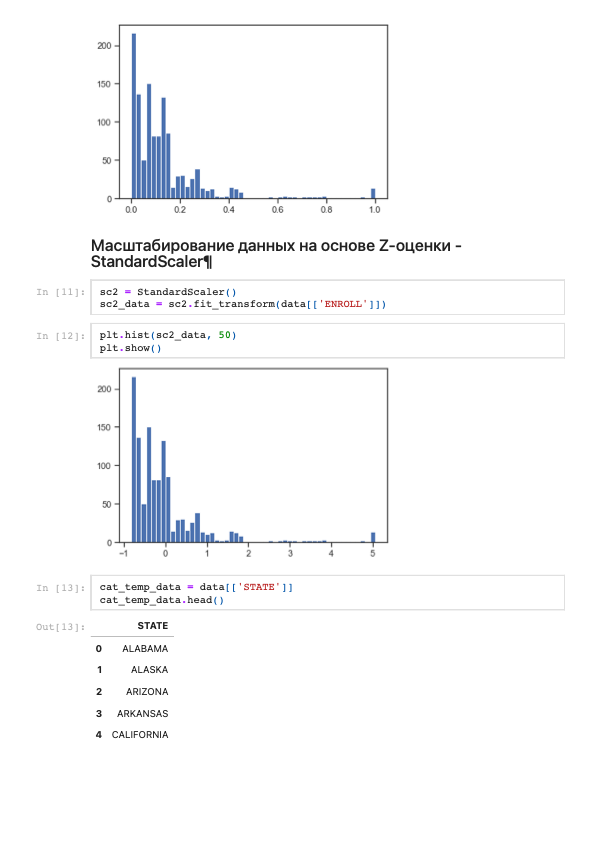 200
150
100
50
0
0.0 0.2 0.4 0.6 0.8 1.0
Масштабирование данных на основе Z-оценки -
StandardScaler¶
In [11]: sc2 = StandardScaler()
sc2_data = sc2.fit_transform(data[['ENROLL']])
In [12]: plt.hist(sc2_data, 50)
plt.show()
200
150
100
50
0
−1 0 1 2 3 4 5
In [13]: cat_temp_data = data[['STATE']]
cat_temp_data.head()
Out[13]: STATE
0 ALABAMA
1 ALASKA
2 ARIZONA
3 ARKANSAS
4 CALIFORNIA